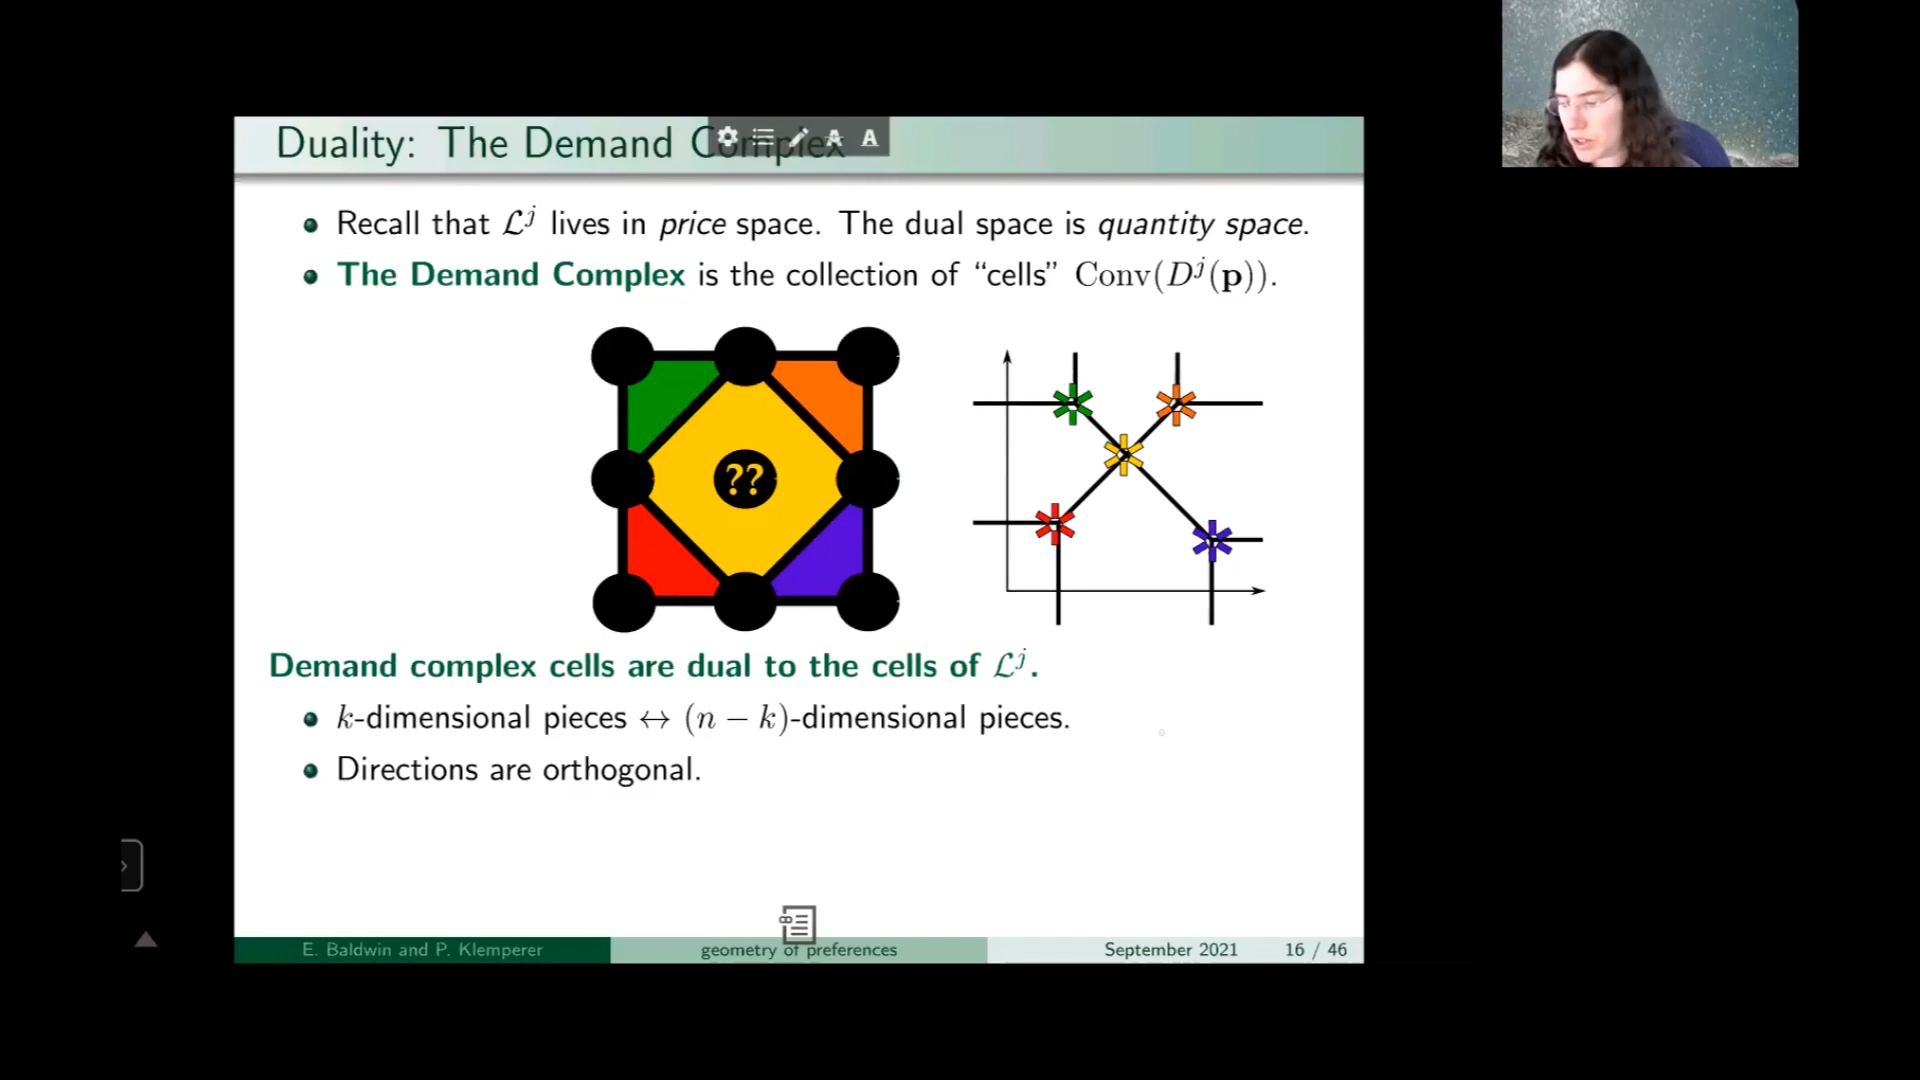 Duality: The Demand Complex
Recall that ℒʲ lives in price space. The dual space is quantity space.
The Demand Complex is the collection of “cells” Conv(Dʲ(p)).
??
Demand complex cells are dual to the cells of ℒʲ.
k-dimensional pieces ↔ (n − k)-dimensional pieces.
Directions are orthogonal.
E. Baldwin and P. Klemperer geometry of preferences September 2021 16 / 46